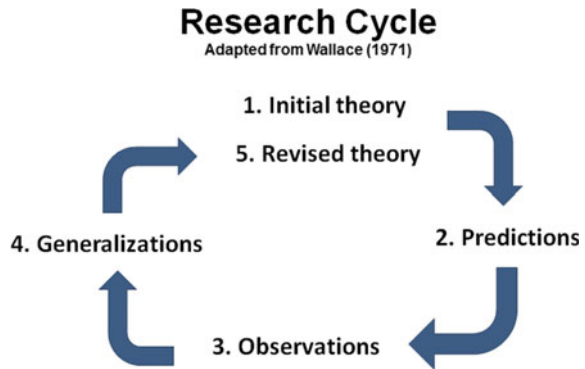 Research Cycle
Adapted from Wallace (1971)
1. Initial theory
5. Revised theory
2. Predictions
3. Observations
4. Generalizations